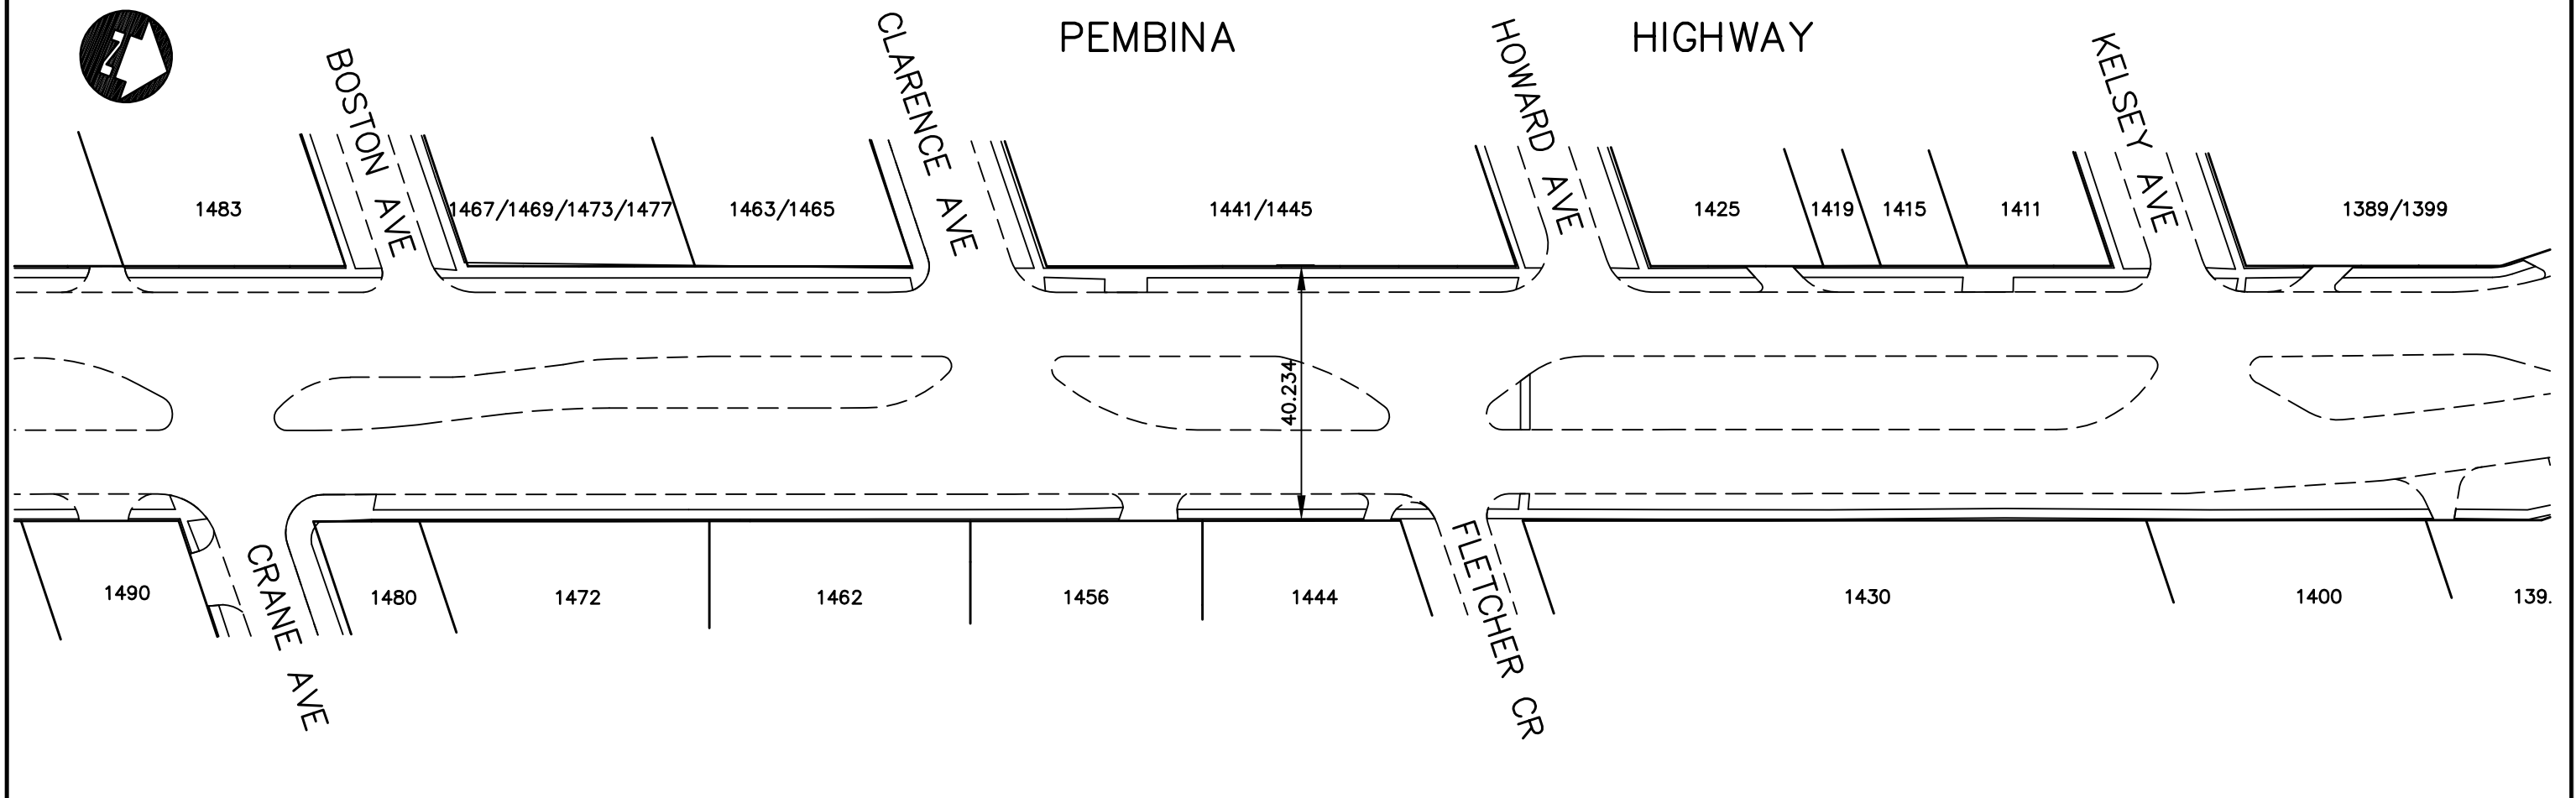 N
PEMBINA HIGHWAY
BOSTON AVE
CLARENCE AVE
HOWARD AVE
KELSEY AVE
1483
1467/1469/1473/1477
1463/1465
1441/1445
1425
1419
1415
1411
1389/1399
40.234
1490
CRANE AVE
1480
1472
1462
1456
1444
FLETCHER CR
1430
1400
139.